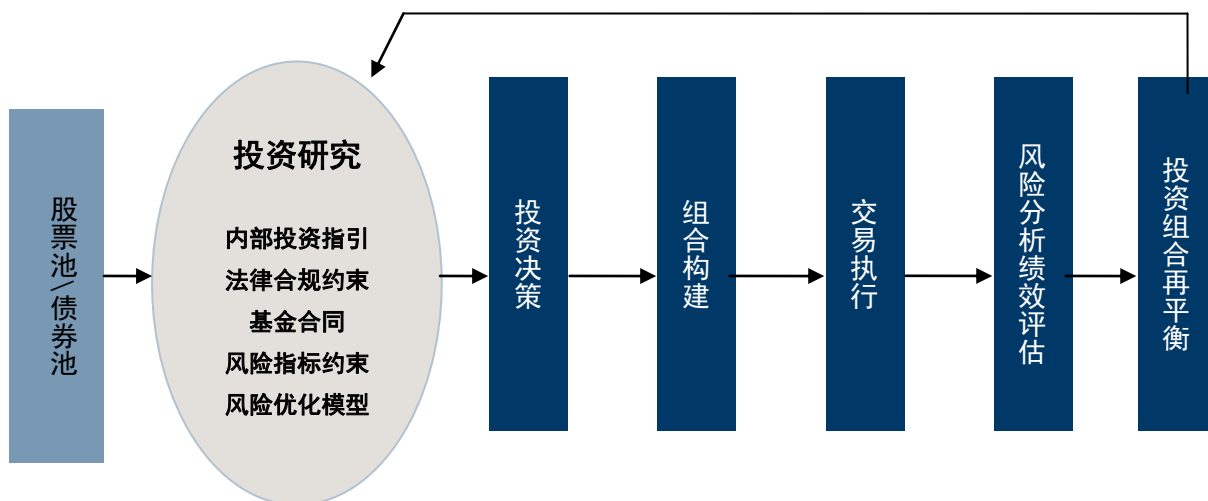 股票池\债券池
投资研究
内部投资指引
法律合规约束
基金合同
风险指标约束
风险优化模型
投资决策
组合构建
交易执行
风险分析绩效评估
投资组合再平衡